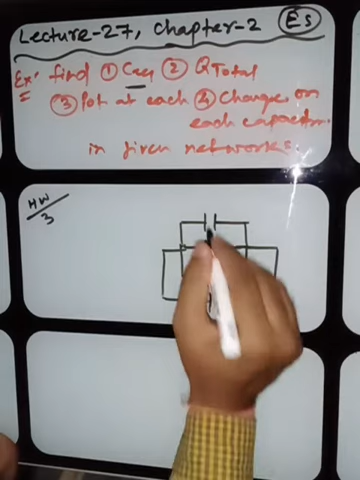 Lecture-27, Chapter-2 ES
Ex: find ① Ceq ② QTotal
③ Pot at each ④ Charge on
each capacitor
in given networks.
HW
3